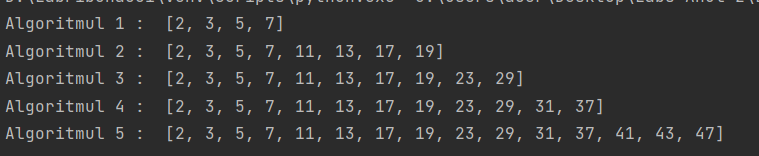 Algoritmul 1 :  [2, 3, 5, 7]
Algoritmul 2 :  [2, 3, 5, 7, 11, 13, 17, 19]
Algoritmul 3 :  [2, 3, 5, 7, 11, 13, 17, 19, 23, 29]
Algoritmul 4 :  [2, 3, 5, 7, 11, 13, 17, 19, 23, 29, 31, 37]
Algoritmul 5 :  [2, 3, 5, 7, 11, 13, 17, 19, 23, 29, 31, 37, 41, 43, 47]